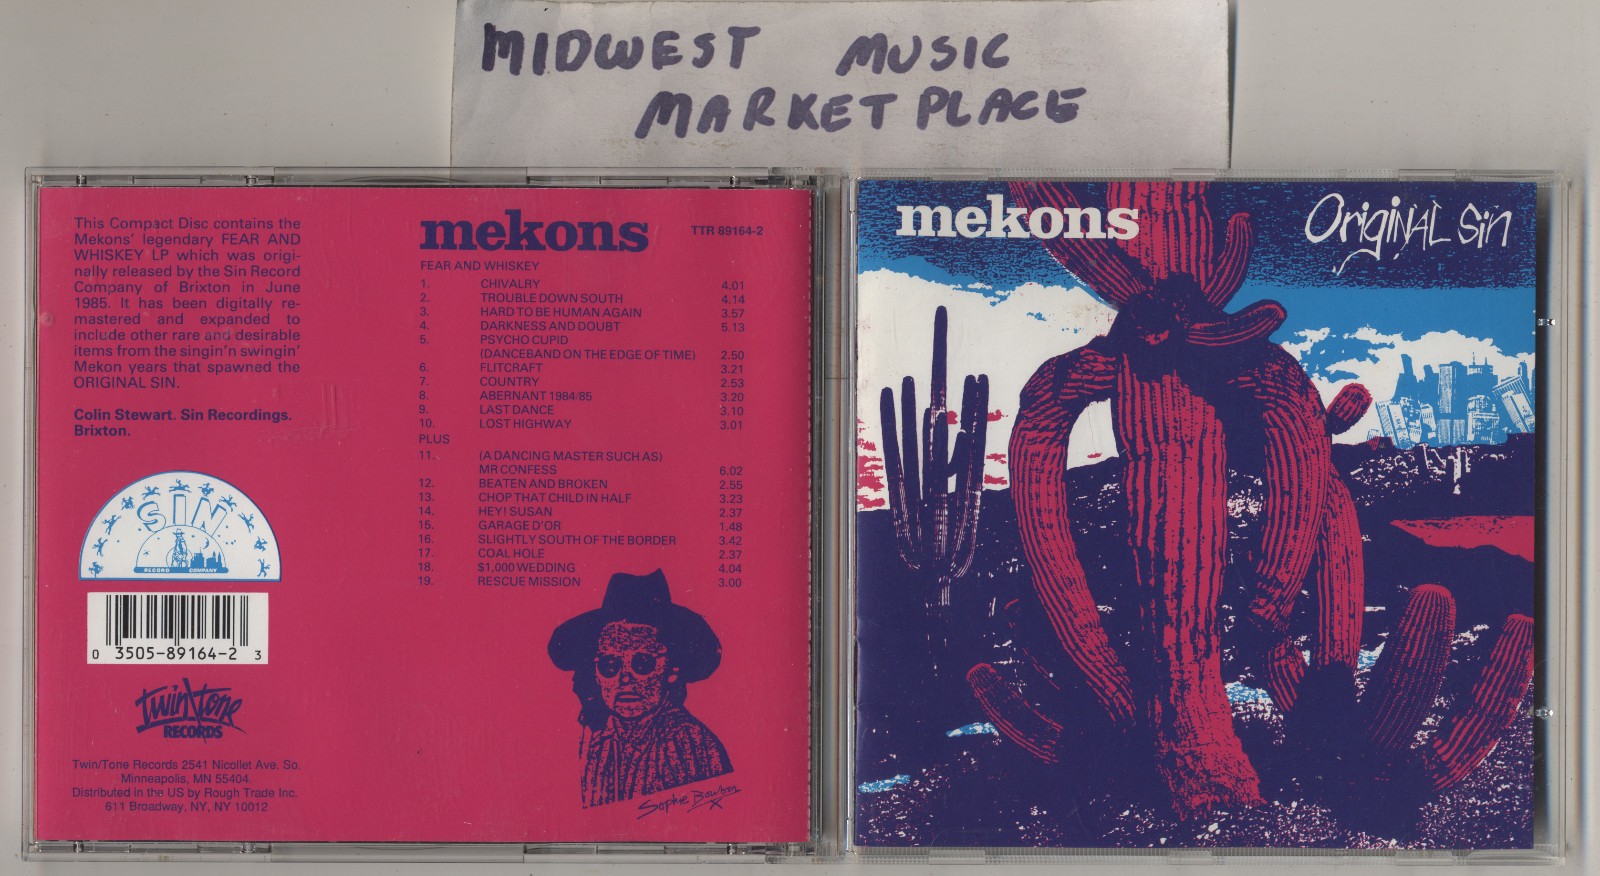 MIDWEST MUSIC
MARKETPLACE
This Compact Disc contains the
Mekons' legendary FEAR AND
WHISKEY LP which was origi-
nally released by the Sin Record
Company of Brixton in June
1985. It has been digitally re-
mastered and expanded to
include other rare and desirable
items from the singin'n swingin'
Mekon years that spawned the
ORIGINAL SIN.
Colin Stewart. Sin Recordings.
Brixton.
SIN
RECORD COMPANY
0 3505-89164-2 3
twin/tone
RECORDS
Twin/Tone Records 2541 Nicollet Ave. So.
Minneapolis, MN 55404.
Distributed in the US by Rough Trade Inc.
611 Broadway, NY, NY 10012
mekons TTR 89164-2
FEAR AND WHISKEY
1. CHIVALRY 4.01
2. TROUBLE DOWN SOUTH 4.14
3. HARD TO BE HUMAN AGAIN 3.57
4. DARKNESS AND DOUBT 5.13
5. PSYCHO CUPID
(DANCEBAND ON THE EDGE OF TIME) 2.50
6. FLITCRAFT 3.21
7. COUNTRY 2.53
8. ABERNANT 1984/85 3.20
9. LAST DANCE 3.10
10. LOST HIGHWAY 3.01
PLUS
11. (A DANCING MASTER SUCH AS)
MR CONFESS 6.02
12. BEATEN AND BROKEN 2.55
13. CHOP THAT CHILD IN HALF 3.23
14. HEY! SUSAN 2.37
15. GARAGE D'OR 1.48
16. SLIGHTLY SOUTH OF THE BORDER 3.42
17. COAL HOLE 2.37
18. $1,000 WEDDING 4.04
19. RESCUE MISSION 3.00
Sophie Bourbon
X
mekons Original Sin